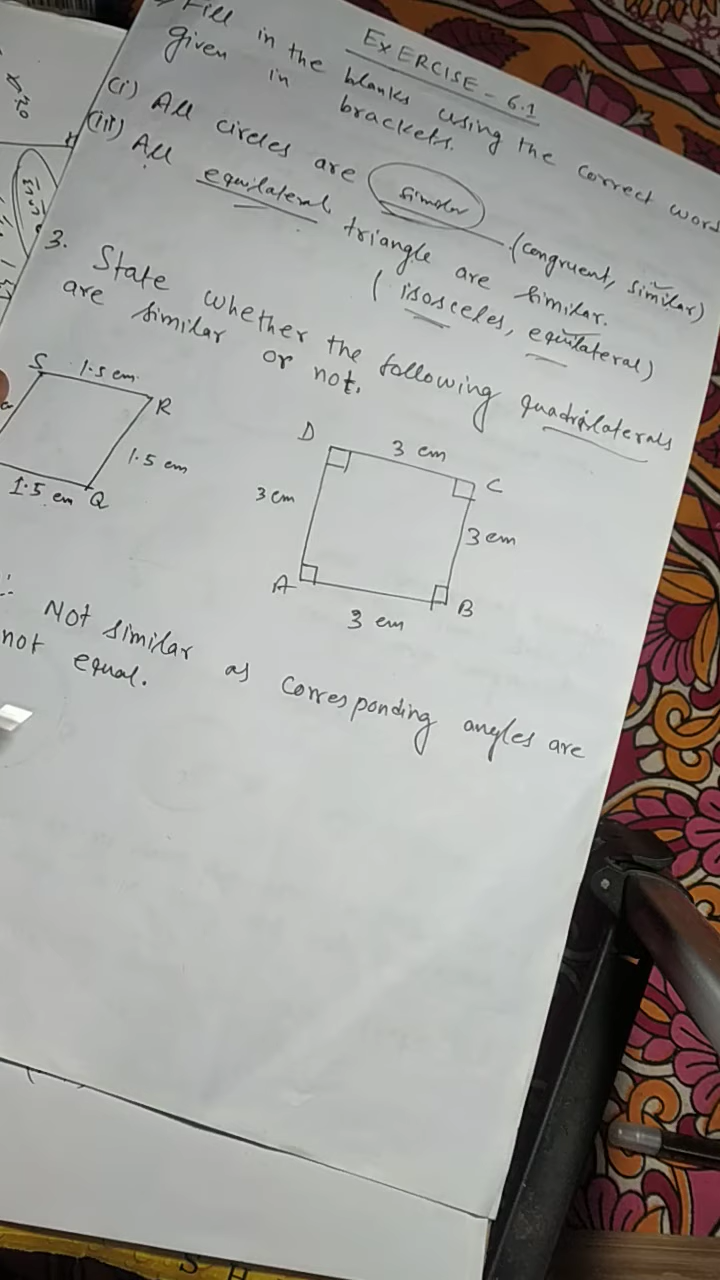 EXERCISE - 6.1
Fill in the blanks using the correct word
given in brackets.
(i) All circles are similar. (congruent, similar)
(iii) All equilateral triangle are similar.
(isosceles, equilateral)
3. State whether the following quadrilaterals
are similar or not.
S 1.5 cm R
1.5 cm
1.5 cm Q
D 3 cm C
3 cm
3 cm
A 3 cm B
∴ Not similar as corresponding angles are
not equal.
S H